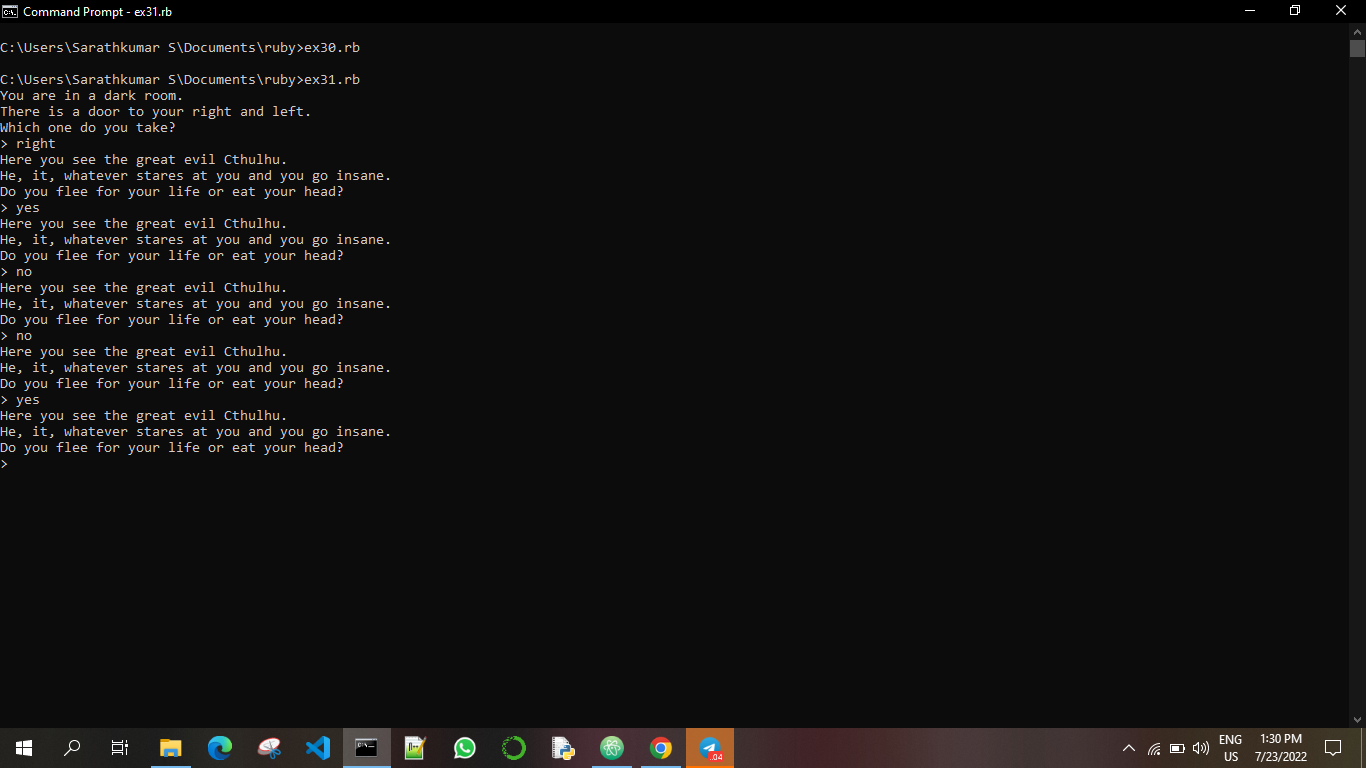 Command Prompt - ex31.rb
C:\Users\Sarathkumar S\Documents\ruby>ex30.rb
C:\Users\Sarathkumar S\Documents\ruby>ex31.rb
You are in a dark room.
There is a door to your right and left.
Which one do you take?
> right
Here you see the great evil Cthulhu.
He, it, whatever stares at you and you go insane.
Do you flee for your life or eat your head?
> yes
Here you see the great evil Cthulhu.
He, it, whatever stares at you and you go insane.
Do you flee for your life or eat your head?
> no
Here you see the great evil Cthulhu.
He, it, whatever stares at you and you go insane.
Do you flee for your life or eat your head?
> no
Here you see the great evil Cthulhu.
He, it, whatever stares at you and you go insane.
Do you flee for your life or eat your head?
> yes
Here you see the great evil Cthulhu.
He, it, whatever stares at you and you go insane.
Do you flee for your life or eat your head?
>
ENG
US
1:30 PM
7/23/2022